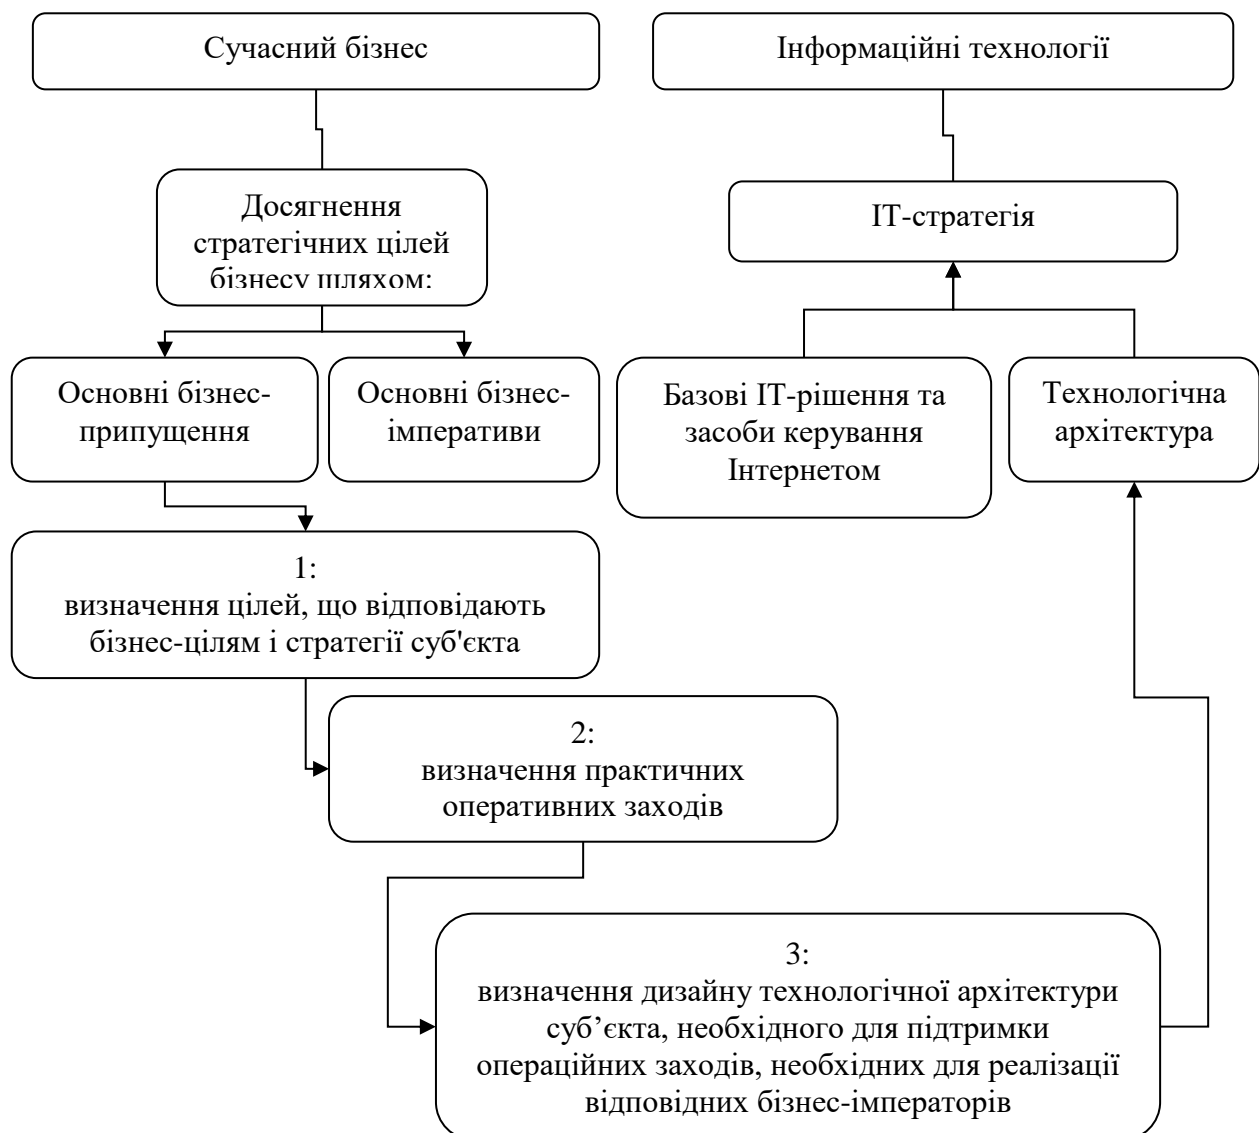 Сучасний бізнес
Інформаційні технології
Досягнення
стратегічних цілей
бізнесу шляхом:
ІТ-стратегія
Основні бізнес-
припущення
Основні бізнес-
імперативи
Базові ІТ-рішення та
засоби керування
Інтернетом
Технологічна
архітектура
1:
визначення цілей, що відповідають
бізнес-цілям і стратегії суб'єкта
2:
визначення практичних
оперативних заходів
3:
визначення дизайну технологічної архітектури
суб’єкта, необхідного для підтримки
операційних заходів, необхідних для реалізації
відповідних бізнес-імператорів